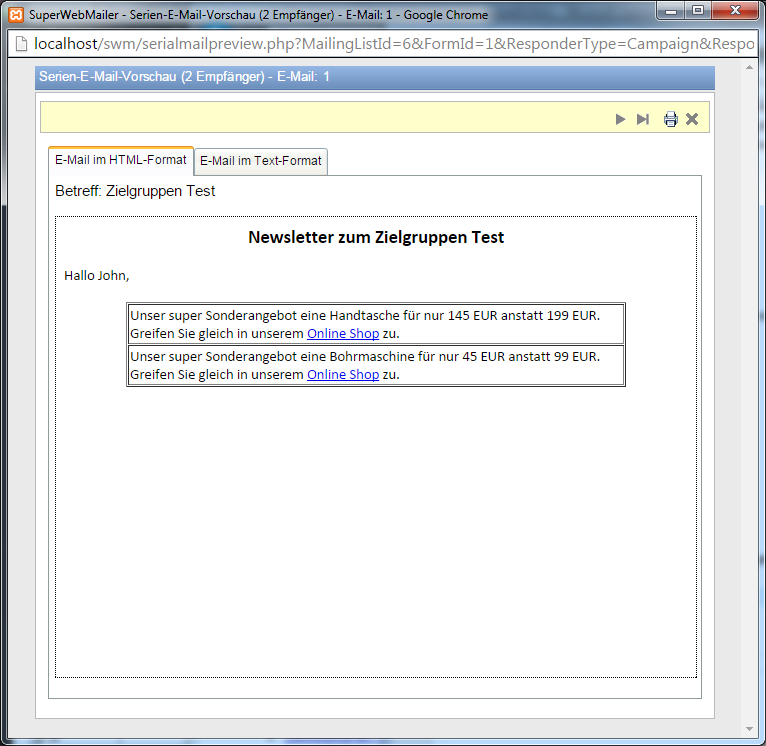 SuperWebMailer - Serien-E-Mail-Vorschau (2 Empfänger) - E-Mail: 1 - Google Chrome
localhost/swm/serialmailpreview.php?MailingListId=6&FormId=1&ResponderType=Campaign&Respo
Serien-E-Mail-Vorschau (2 Empfänger) - E-Mail: 1
E-Mail im HTML-Format E-Mail im Text-Format
Betreff: Zielgruppen Test
Newsletter zum Zielgruppen Test
Hallo John,
Unser super Sonderangebot eine Handtasche für nur 145 EUR anstatt 199 EUR.
Greifen Sie gleich in unserem Online Shop zu.
Unser super Sonderangebot eine Bohrmaschine für nur 45 EUR anstatt 99 EUR.
Greifen Sie gleich in unserem Online Shop zu.